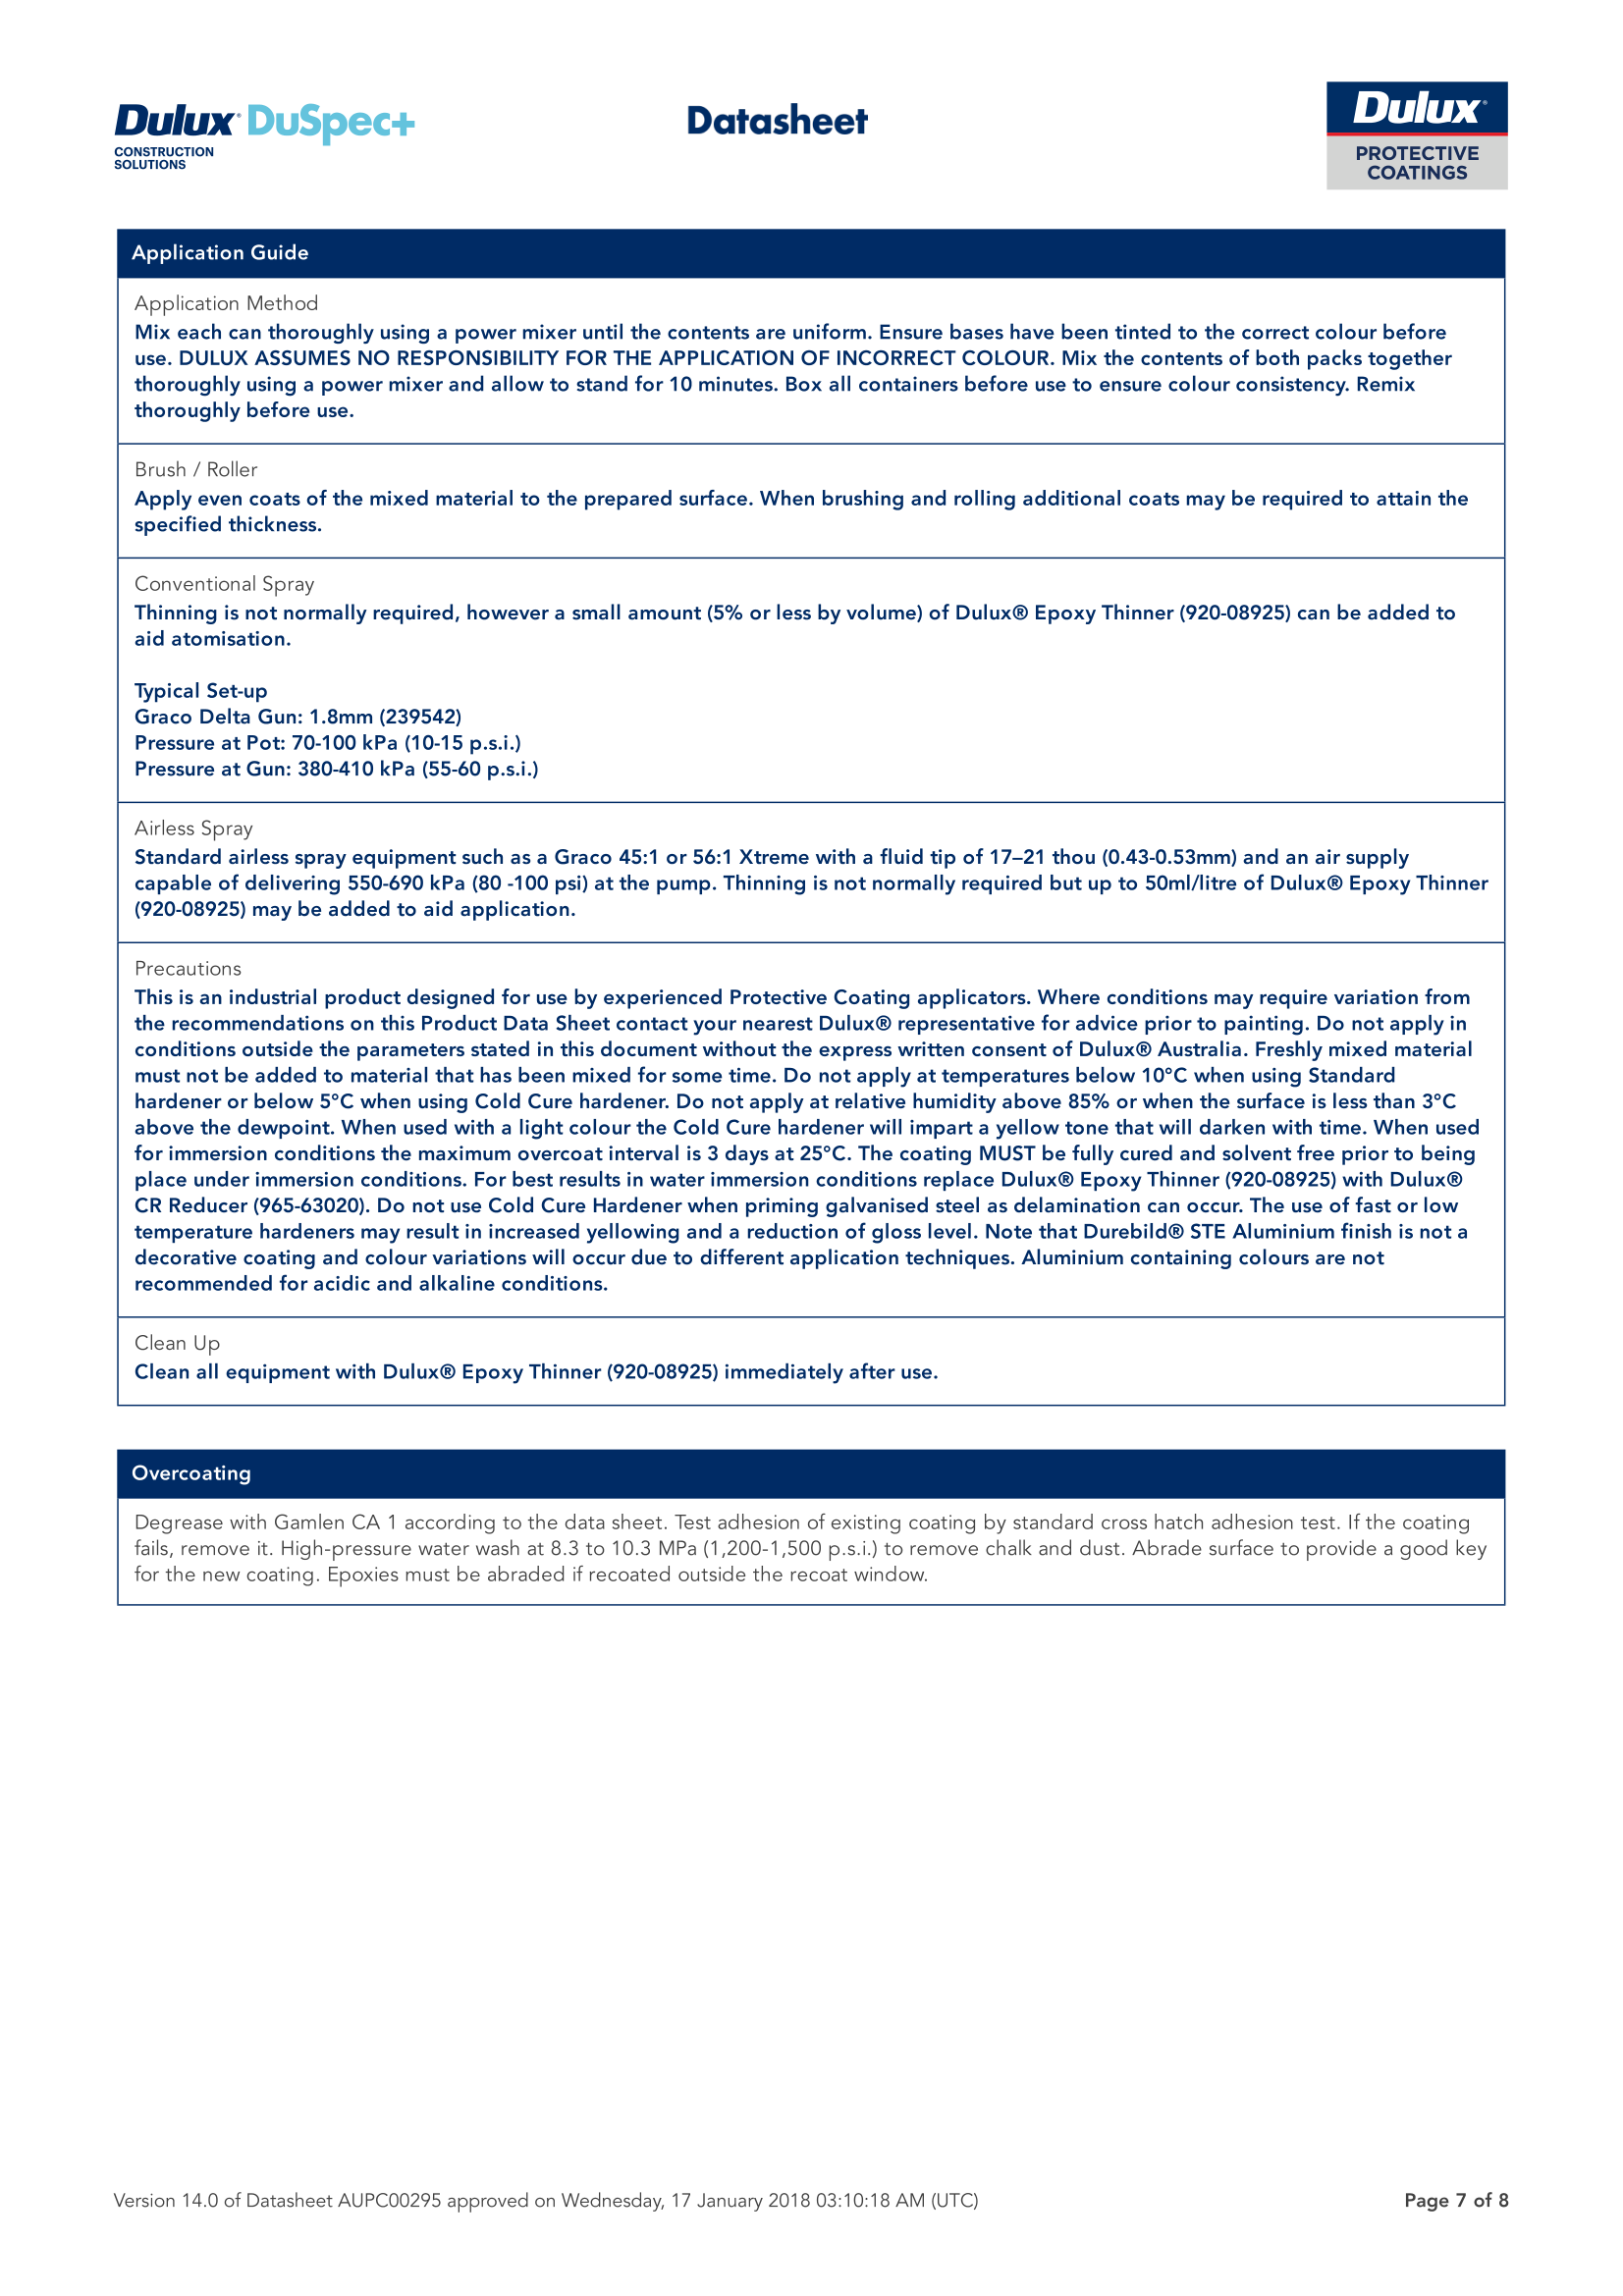 Dulux® DuSpec+
CONSTRUCTION
SOLUTIONS
Datasheet
Dulux®
PROTECTIVE
COATINGS
Application Guide
Application Method
Mix each can thoroughly using a power mixer until the contents are uniform. Ensure bases have been tinted to the correct colour before
use. DULUX ASSUMES NO RESPONSIBILITY FOR THE APPLICATION OF INCORRECT COLOUR. Mix the contents of both packs together
thoroughly using a power mixer and allow to stand for 10 minutes. Box all containers before use to ensure colour consistency. Remix
thoroughly before use.
Brush / Roller
Apply even coats of the mixed material to the prepared surface. When brushing and rolling additional coats may be required to attain the
specified thickness.
Conventional Spray
Thinning is not normally required, however a small amount (5% or less by volume) of Dulux® Epoxy Thinner (920-08925) can be added to
aid atomisation.
Typical Set-up
Graco Delta Gun: 1.8mm (239542)
Pressure at Pot: 70-100 kPa (10-15 p.s.i.)
Pressure at Gun: 380-410 kPa (55-60 p.s.i.)
Airless Spray
Standard airless spray equipment such as a Graco 45:1 or 56:1 Xtreme with a fluid tip of 17–21 thou (0.43-0.53mm) and an air supply
capable of delivering 550-690 kPa (80 -100 psi) at the pump. Thinning is not normally required but up to 50ml/litre of Dulux® Epoxy Thinner
(920-08925) may be added to aid application.
Precautions
This is an industrial product designed for use by experienced Protective Coating applicators. Where conditions may require variation from
the recommendations on this Product Data Sheet contact your nearest Dulux® representative for advice prior to painting. Do not apply in
conditions outside the parameters stated in this document without the express written consent of Dulux® Australia. Freshly mixed material
must not be added to material that has been mixed for some time. Do not apply at temperatures below 10°C when using Standard
hardener or below 5°C when using Cold Cure hardener. Do not apply at relative humidity above 85% or when the surface is less than 3°C
above the dewpoint. When used with a light colour the Cold Cure hardener will impart a yellow tone that will darken with time. When used
for immersion conditions the maximum overcoat interval is 3 days at 25°C. The coating MUST be fully cured and solvent free prior to being
place under immersion conditions. For best results in water immersion conditions replace Dulux® Epoxy Thinner (920-08925) with Dulux®
CR Reducer (965-63020). Do not use Cold Cure Hardener when priming galvanised steel as delamination can occur. The use of fast or low
temperature hardeners may result in increased yellowing and a reduction of gloss level. Note that Durebild® STE Aluminium finish is not a
decorative coating and colour variations will occur due to different application techniques. Aluminium containing colours are not
recommended for acidic and alkaline conditions.
Clean Up
Clean all equipment with Dulux® Epoxy Thinner (920-08925) immediately after use.
Overcoating
Degrease with Gamlen CA 1 according to the data sheet. Test adhesion of existing coating by standard cross hatch adhesion test. If the coating
fails, remove it. High-pressure water wash at 8.3 to 10.3 MPa (1,200-1,500 p.s.i.) to remove chalk and dust. Abrade surface to provide a good key
for the new coating. Epoxies must be abraded if recoated outside the recoat window.
Version 14.0 of Datasheet AUPC00295 approved on Wednesday, 17 January 2018 03:10:18 AM (UTC)
Page 7 of 8